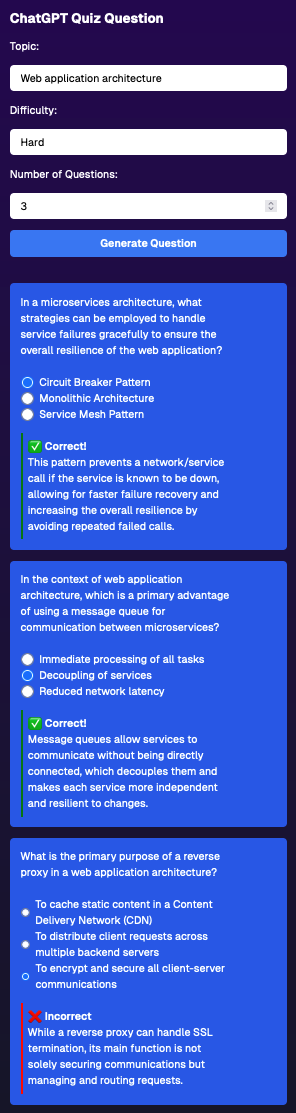 ChatGPT Quiz Question
Topic:
Web application architecture
Difficulty:
Hard
Number of Questions:
3
Generate Question
In a microservices architecture, what
strategies can be employed to handle
service failures gracefully to ensure the
overall resilience of the web application?
Circuit Breaker Pattern
Monolithic Architecture
Service Mesh Pattern
✅ Correct!
This pattern prevents a network/service
call if the service is known to be down,
allowing for faster failure recovery and
increasing the overall resilience by
avoiding repeated failed calls.
In the context of web application
architecture, which is a primary advantage
of using a message queue for
communication between microservices?
Immediate processing of all tasks
Decoupling of services
Reduced network latency
✅ Correct!
Message queues allow services to
communicate without being directly
connected, which decouples them and
makes each service more independent
and resilient to changes.
What is the primary purpose of a reverse
proxy in a web application architecture?
To cache static content in a Content
Delivery Network (CDN)
To distribute client requests across
multiple backend servers
To encrypt and secure all client-server
communications
❌ Incorrect
While a reverse proxy can handle SSL
termination, its main function is not
solely securing communications but
managing and routing requests.